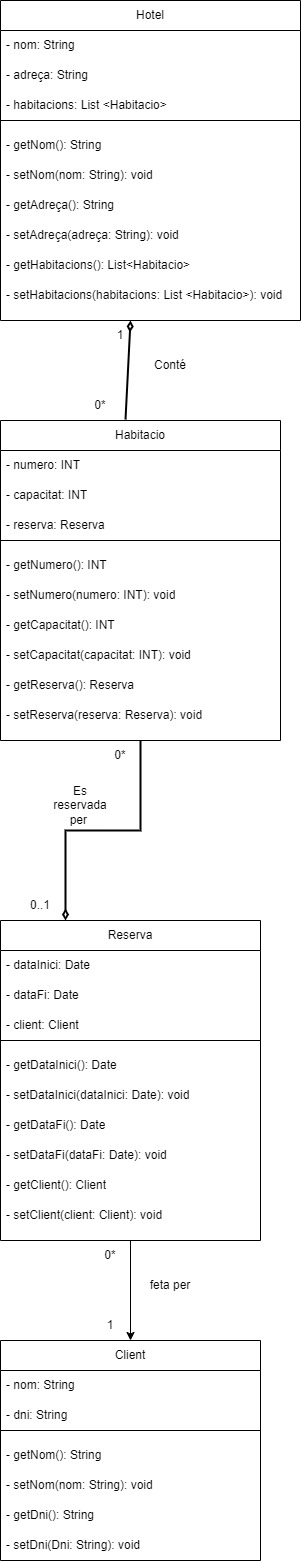 Hotel
- nom: String
- adreça: String
- habitacions: List <Habitacio>
- getNom(): String
- setNom(nom: String): void
- getAdreça(): String
- setAdreça(adreça: String): void
- getHabitacions(): List<Habitacio>
- setHabitacions(habitacions: List <Habitacio>): void
1
Conté
0*
Habitacio
- numero: INT
- capacitat: INT
- reserva: Reserva
- getNumero(): INT
- setNumero(numero: INT): void
- getCapacitat(): INT
- setCapacitat(capacitat: INT): void
- getReserva(): Reserva
- setReserva(reserva: Reserva): void
0*
Es
reservada
per
0..1
Reserva
- dataInici: Date
- dataFi: Date
- client: Client
- getDataInici(): Date
- setDataInici(dataInici: Date): void
- getDataFi(): Date
- setDataFi(dataFi: Date): void
- getClient(): Client
- setClient(client: Client): void
0*
feta per
1
Client
- nom: String
- dni: String
- getNom(): String
- setNom(nom: String): void
- getDni(): String
- setDni(Dni: String): void